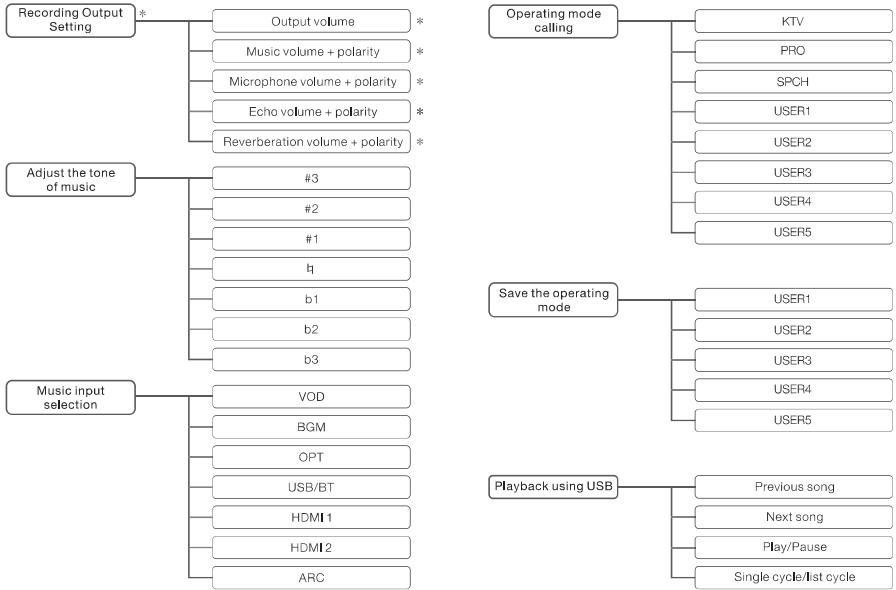 Recording Output
Setting
*
Output volume *
Music volume + polarity *
Microphone volume + polarity *
Echo volume + polarity *
Reverberation volume + polarity *
Adjust the tone
of music
#3
#2
#1
♮
b1
b2
b3
Music input
selection
VOD
BGM
OPT
USB/BT
HDMI 1
HDMI 2
ARC
Operating mode
calling
KTV
PRO
SPCH
USER1
USER2
USER3
USER4
USER5
Save the operating
mode
USER1
USER2
USER3
USER4
USER5
Playback using USB
Previous song
Next song
Play/Pause
Single cycle/list cycle